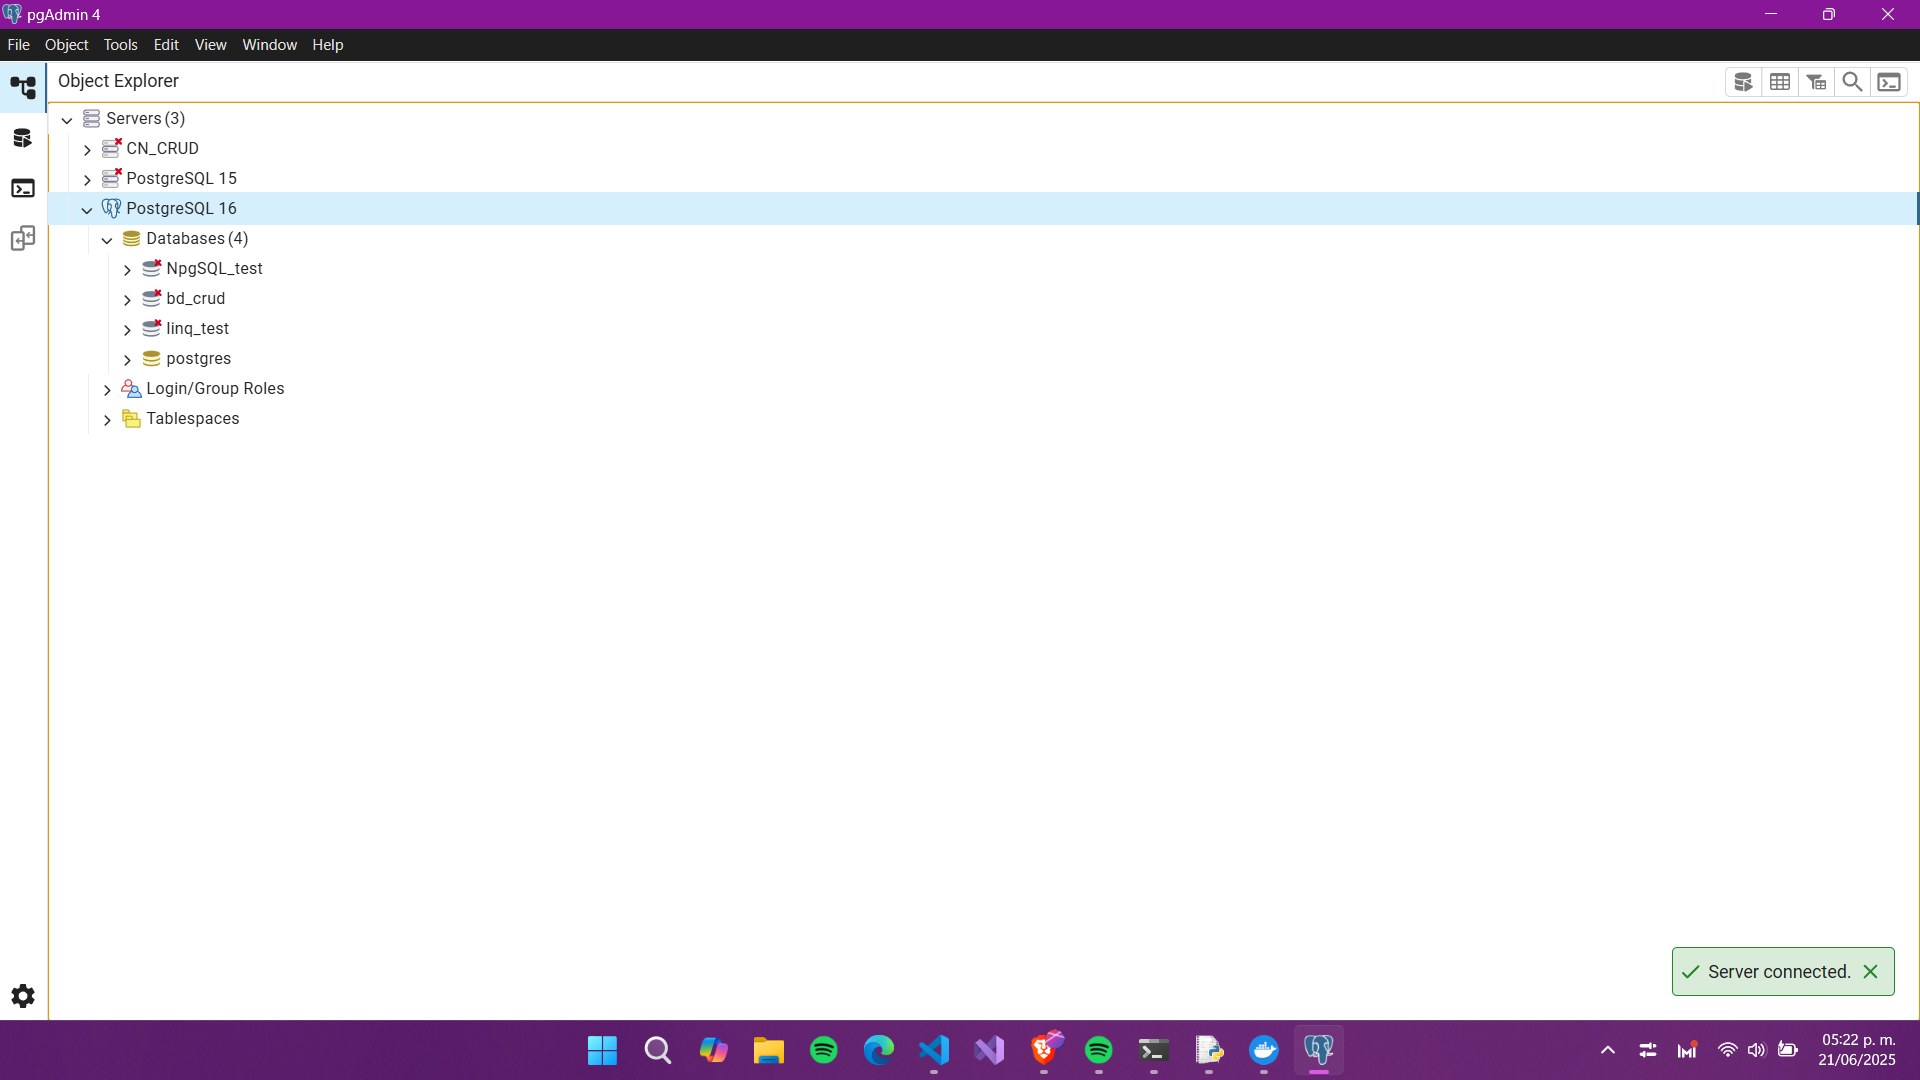 pgAdmin 4
File Object Tools Edit View Window Help
Object Explorer
Servers (3)
CN_CRUD
PostgreSQL 15
PostgreSQL 16
Databases (4)
NpgSQL_test
bd_crud
linq_test
postgres
Login/Group Roles
Tablespaces
Server connected.
05:22 p. m.
21/06/2025